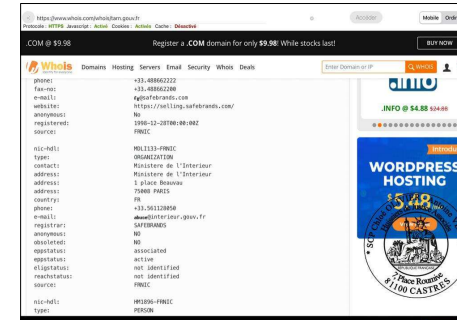 https://www.whois.com/whois/tarn.gouv.fr
Accéder
Mobile
Protocole : HTTPS Javascript : Activé Cookies : Activée Cache : Désactivé
.COM @ $9.98
Register a .COM domain for only $9.98! While stocks last!
BUY NOW
Whois
Domains Hosting Servers Email Security Whois Deals
Enter Domain or IP
WHOIS
phone: +33.488662222
fax-no: +33.488662200
e-mail: @safebrands.com
website: https://selling.safebrands.com/
anonymous: NO
registered: 1998-12-28T00:00:00Z
source: FRNIC
.INFO @ $4.88 $24.88
nic-hdl: MDLI133-FRNIC
type: ORGANIZATION
contact: Ministere de l'Interieur
address: Ministere de l'Interieur
address: 1 place Beauvau
address: 75008 PARIS
country: FR
phone: +33.561128050
e-mail: @interieur.gouv.fr
registrar: SAFEBRANDS
anonymous: NO
obsoleted: NO
eppstatus: associated
eppstatus: active
eligstatus: not identified
reachstatus: not identified
source: FRNIC
WORDPRESS
HOSTING
$5.48
7, Place Roumine
81100 CASTRES
nic-hdl: HM1896-FRNIC
type: PERSON